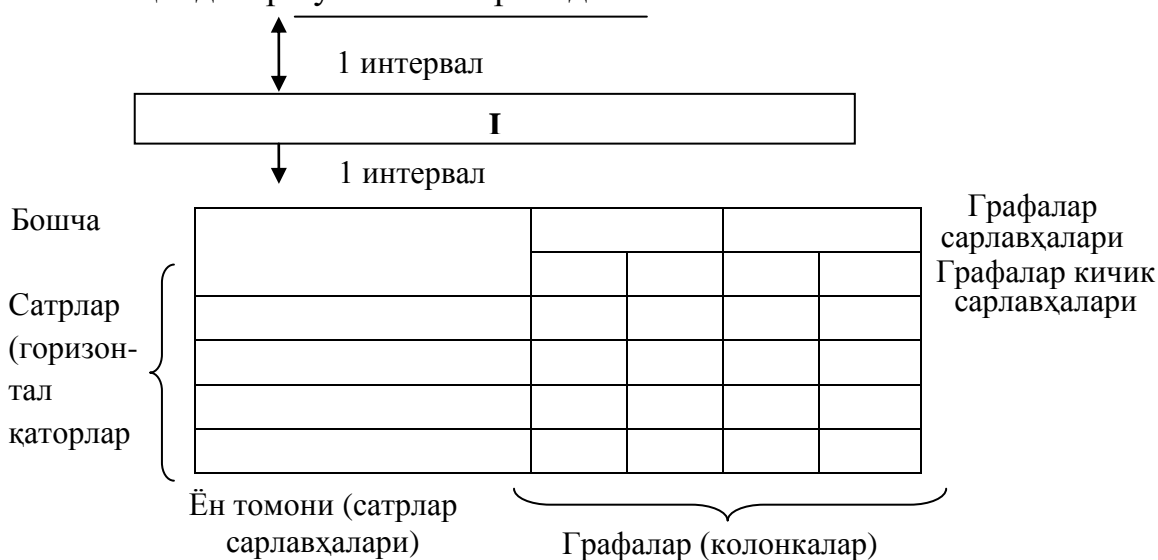 1 интервал
I
1 интервал
Бошча
Графалар
сарлавҳалари
Графалар кичик
сарлавҳалари
Сатрлар
(горизон-
тал
қаторлар
Ён томони (сатрлар
сарлавҳалари)
Графалар (колонкалар)